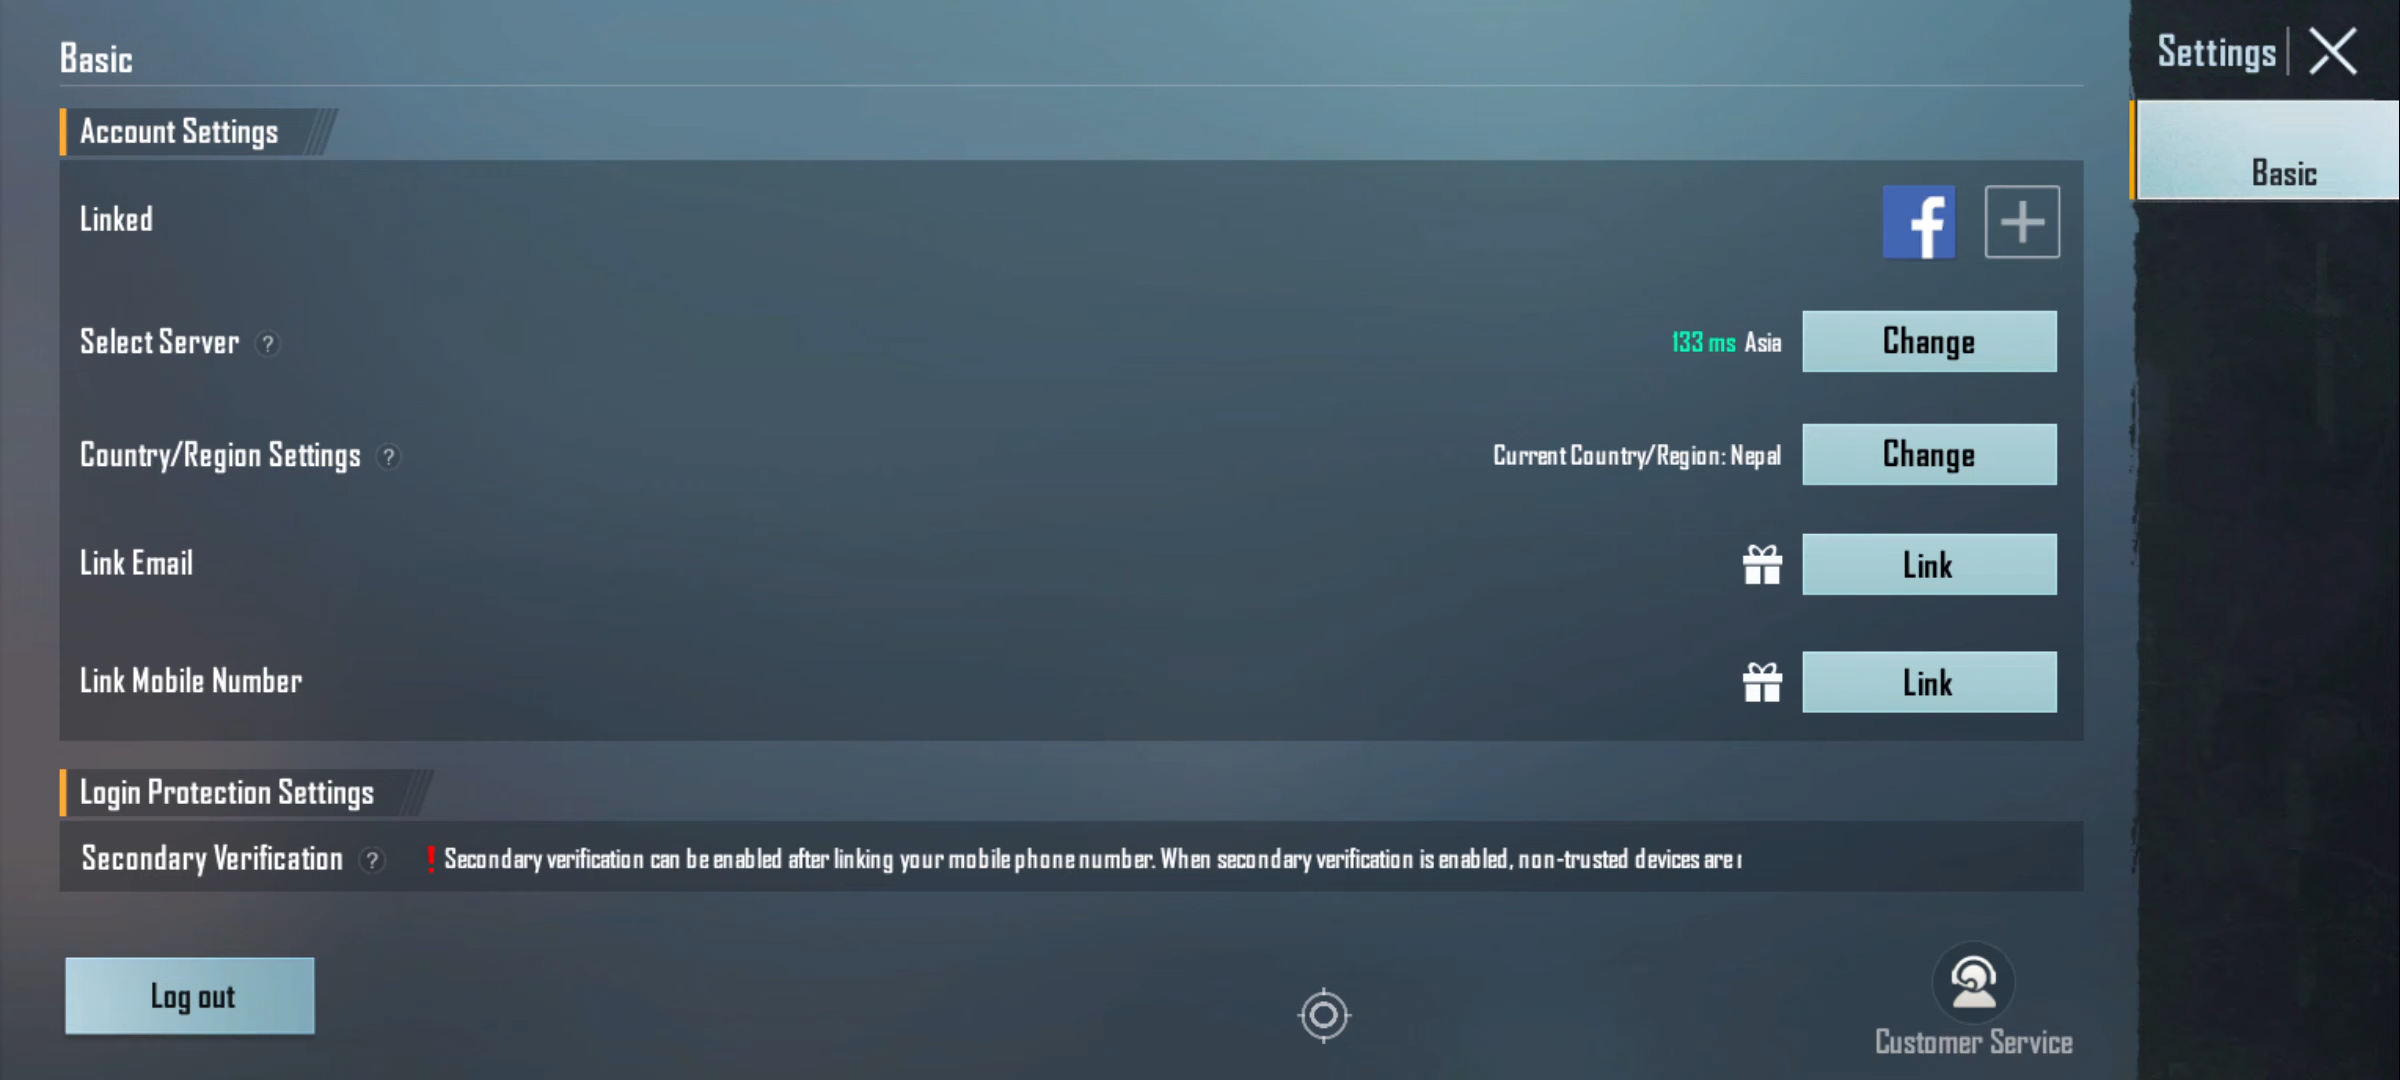 Basic
Settings
Account Settings
Basic
Linked
Select Server ?
133 ms Asia
Change
Country/Region Settings ?
Current Country/Region: Nepal
Change
Link Email
Link
Link Mobile Number
Link
Login Protection Settings
Secondary Verification ?
! Secondary verification can be enabled after linking your mobile phone number. When secondary verification is enabled, non-trusted devices are
Log out
Customer Service